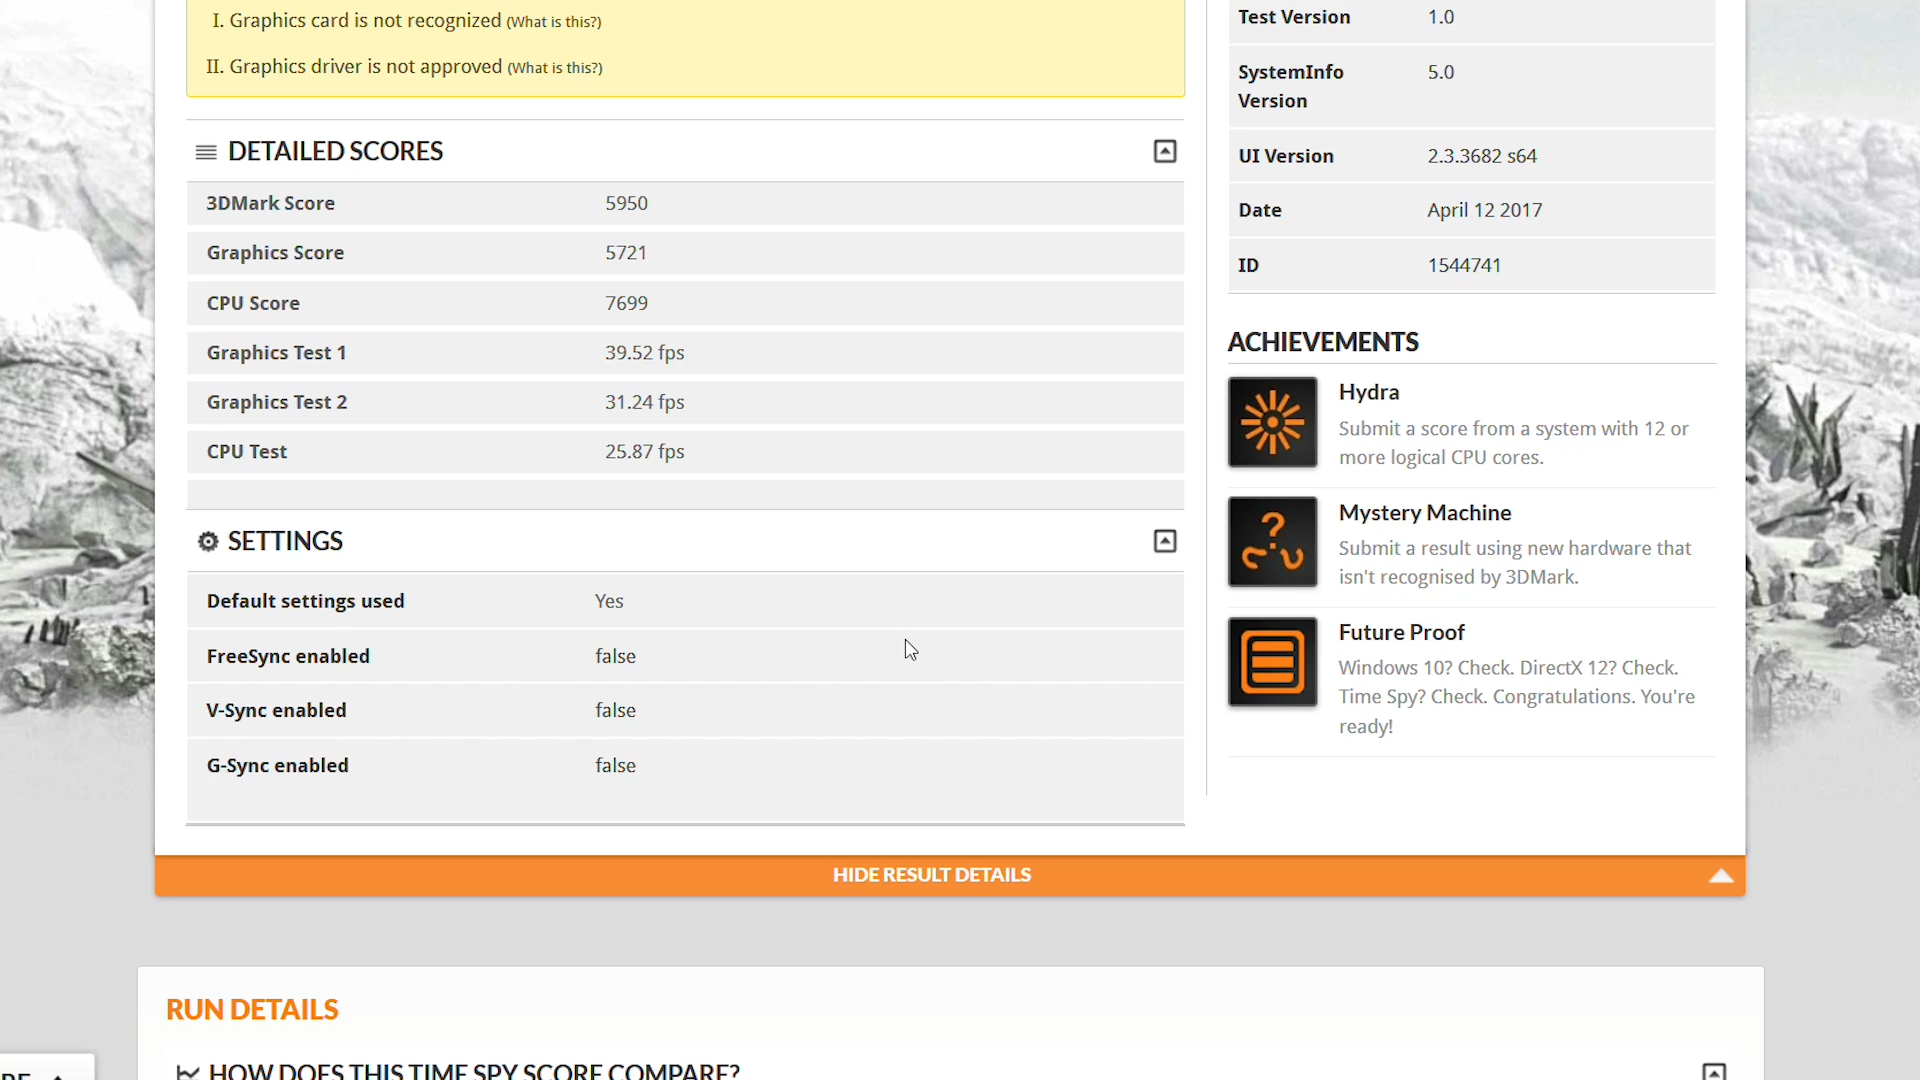 I. Graphics card is not recognized (What is this?)
II. Graphics driver is not approved (What is this?)
DETAILED SCORES
3DMark Score 5950
Graphics Score 5721
CPU Score 7699
Graphics Test 1 39.52 fps
Graphics Test 2 31.24 fps
CPU Test 25.87 fps
SETTINGS
Default settings used Yes
FreeSync enabled false
V-Sync enabled false
G-Sync enabled false
Test Version 1.0
SystemInfo 5.0
Version
UI Version 2.3.3682 s64
Date April 12 2017
ID 1544741
ACHIEVEMENTS
Hydra
Submit a score from a system with 12 or
more logical CPU cores.
Mystery Machine
Submit a result using new hardware that
isn't recognised by 3DMark.
Future Proof
Windows 10? Check. DirectX 12? Check.
Time Spy? Check. Congratulations. You're
ready!
HIDE RESULT DETAILS
RUN DETAILS
HOW DOES THIS TIME SPY SCORE COMPARE?